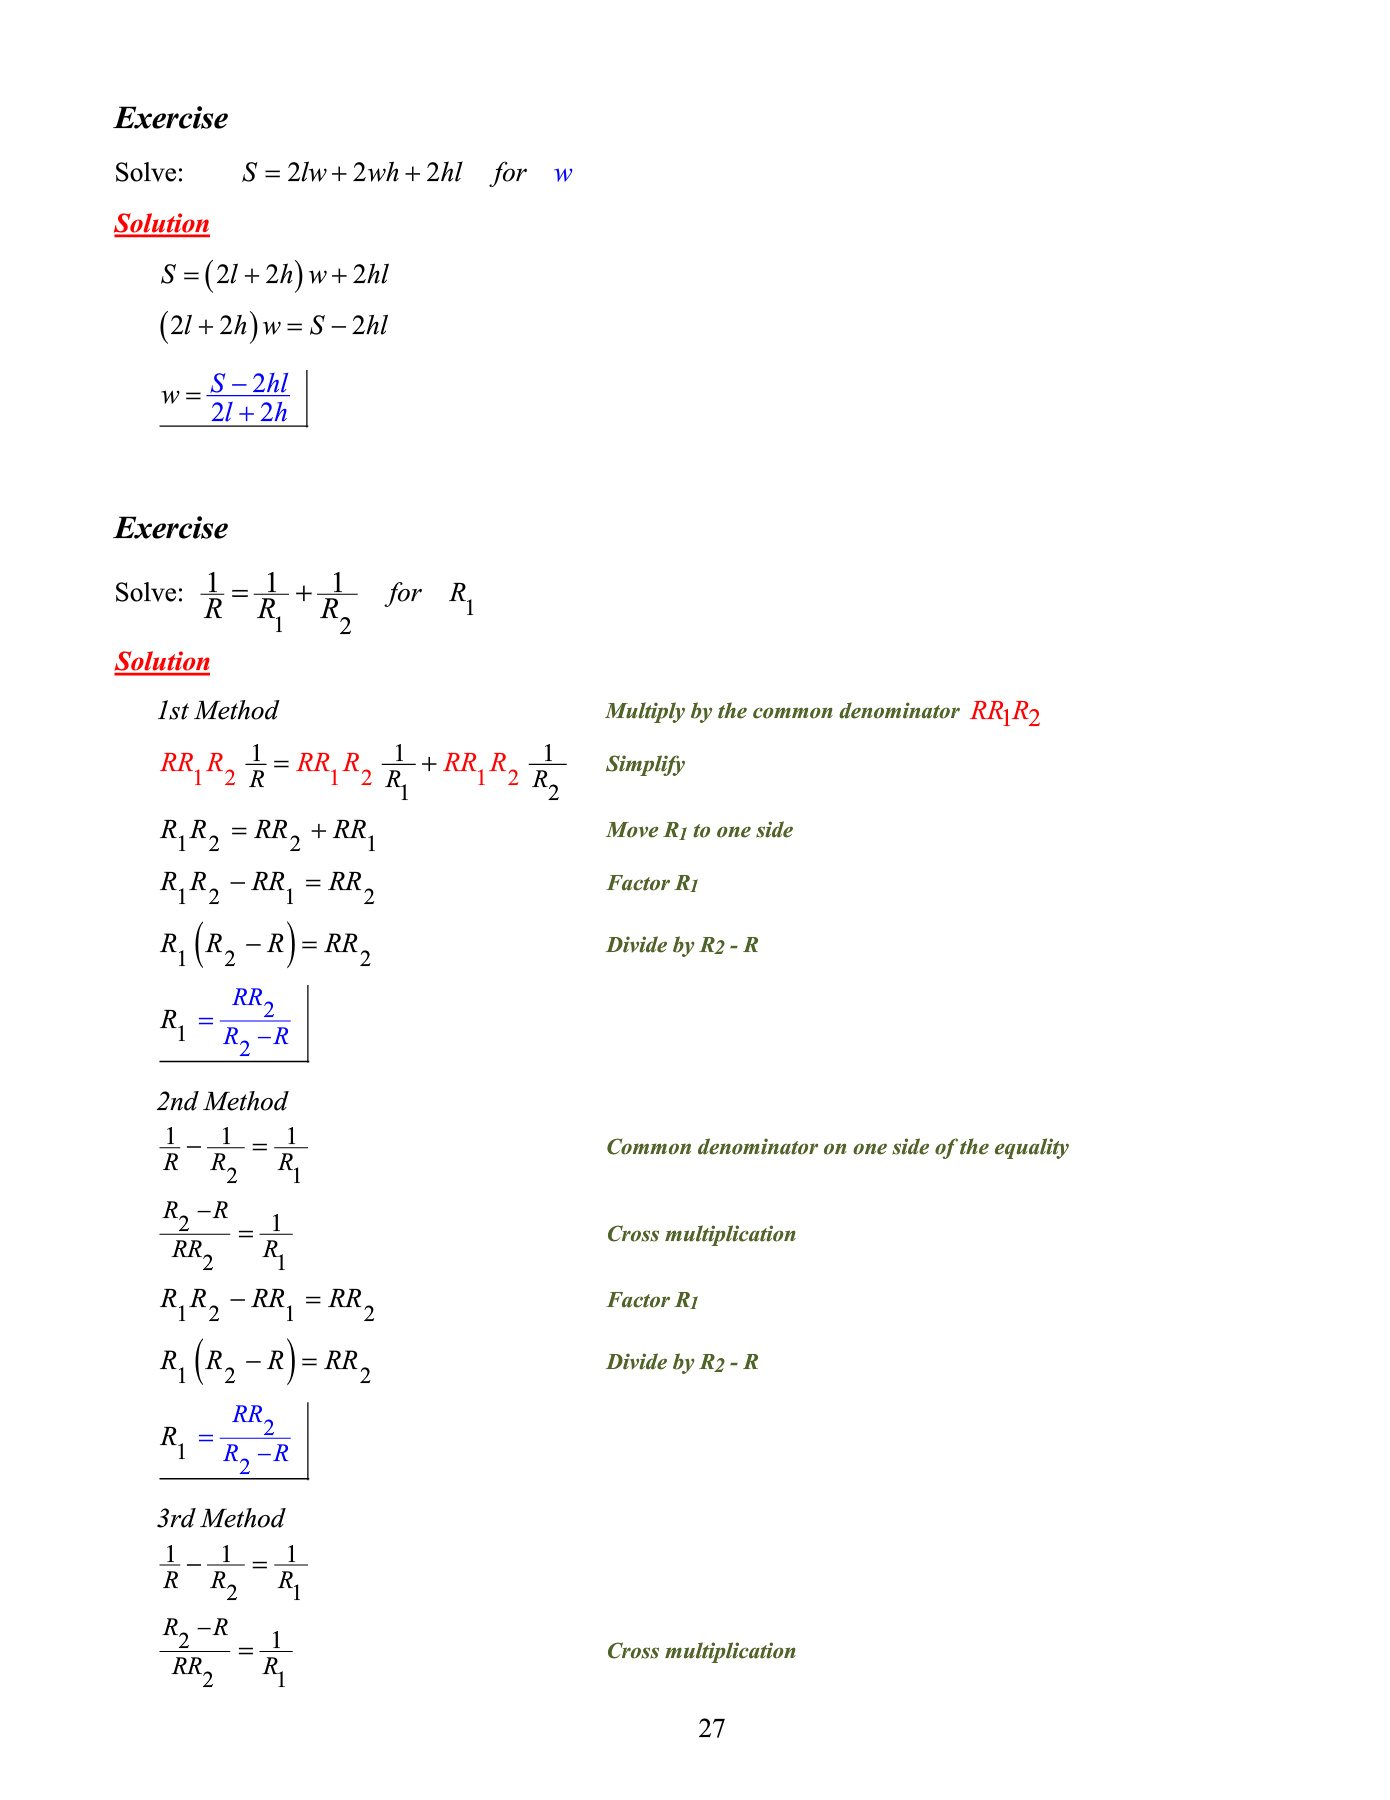 Exercise
Solve: S = 2lw + 2wh + 2hl for w
Solution
S = (2l + 2h) w + 2hl
(2l + 2h) w = S − 2hl
w = \frac{S − 2hl}{2l + 2h}
Exercise
Solve: \frac{1}{R} = \frac{1}{R_1} + \frac{1}{R_2} for R_1
Solution
1st Method Multiply by the common denominator RR_1R_2
RR_1R_2 \frac{1}{R} = RR_1R_2 \frac{1}{R_1} + RR_1R_2 \frac{1}{R_2} Simplify
R_1R_2 = RR_2 + RR_1 Move R_1 to one side
R_1R_2 − RR_1 = RR_2 Factor R_1
R_1 (R_2 − R) = RR_2 Divide by R_2 - R
R_1 = \frac{RR_2}{R_2 − R}
2nd Method
\frac{1}{R} − \frac{1}{R_2} = \frac{1}{R_1} Common denominator on one side of the equality
\frac{R_2 − R}{RR_2} = \frac{1}{R_1} Cross multiplication
R_1R_2 − RR_1 = RR_2 Factor R_1
R_1 (R_2 − R) = RR_2 Divide by R_2 - R
R_1 = \frac{RR_2}{R_2 − R}
3rd Method
\frac{1}{R} − \frac{1}{R_2} = \frac{1}{R_1}
\frac{R_2 − R}{RR_2} = \frac{1}{R_1} Cross multiplication
27